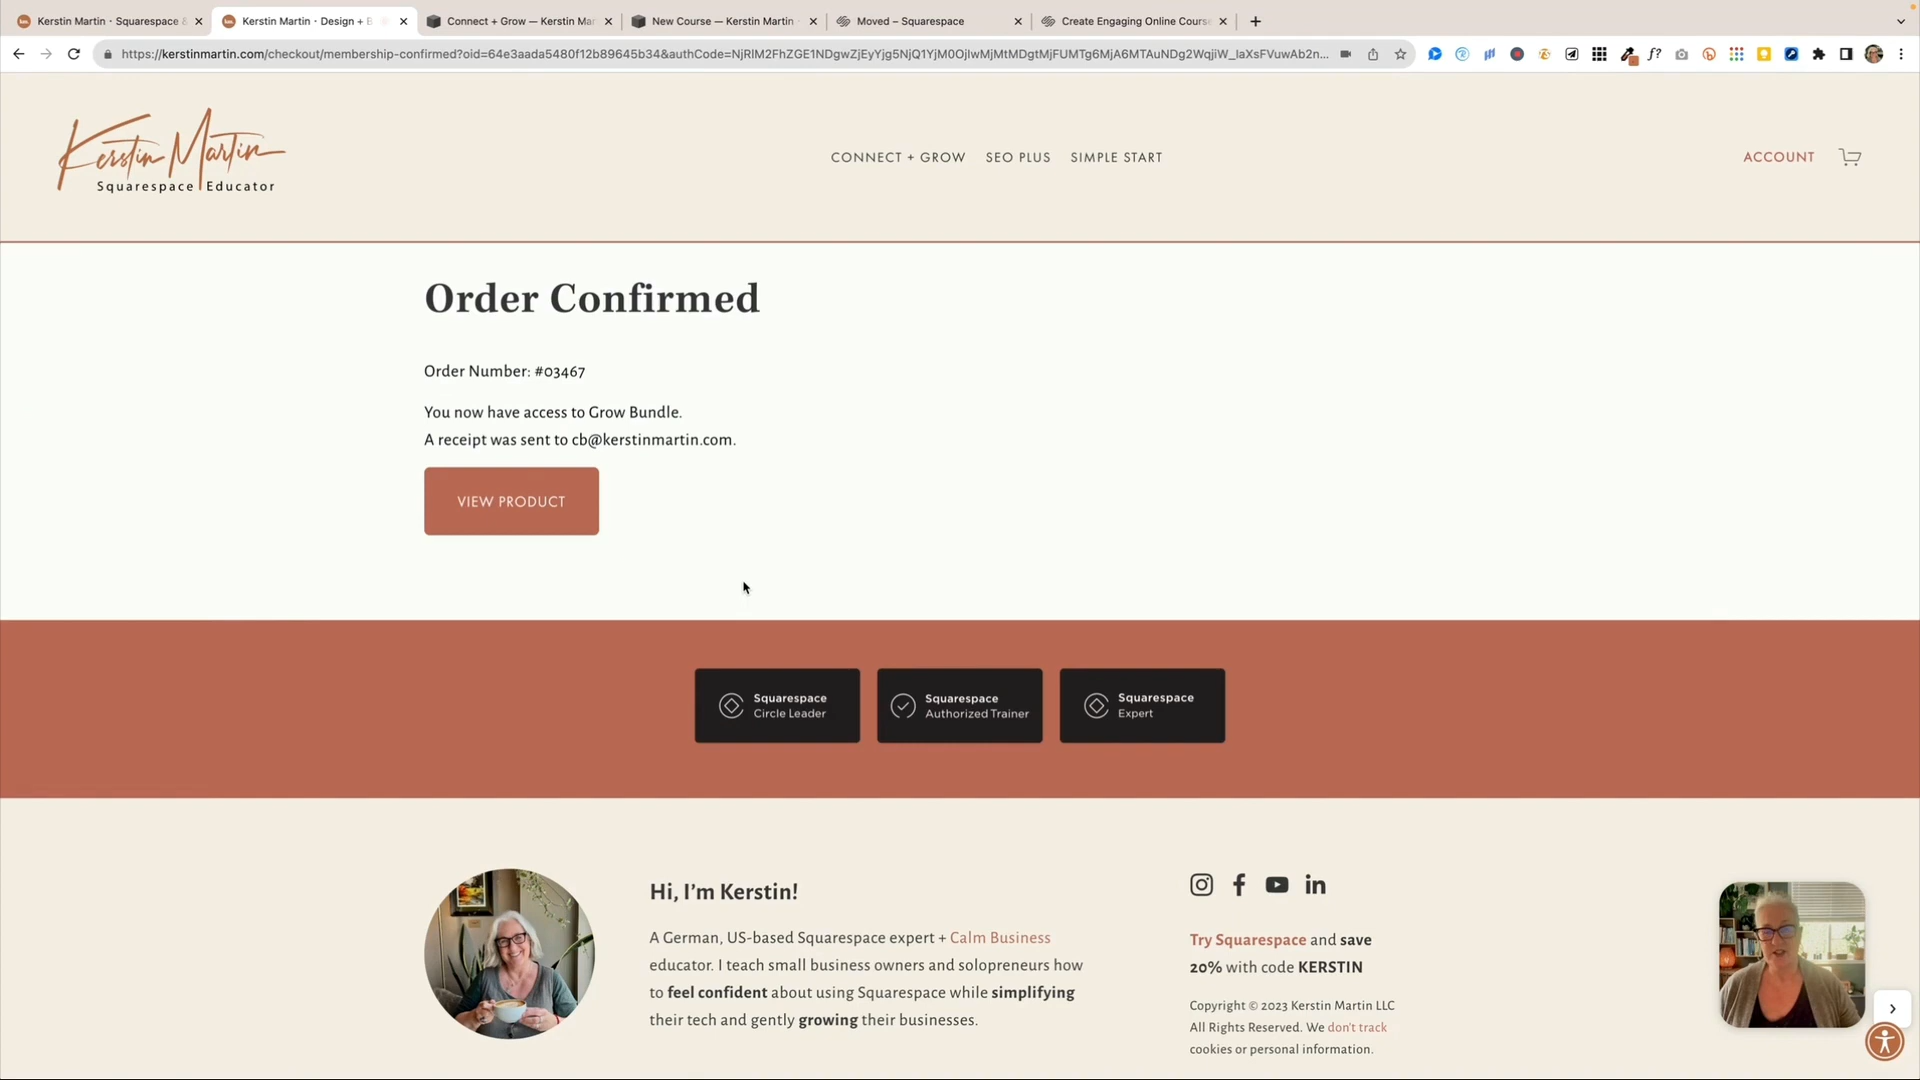 Kerstin Martin · Squarespace &
Kerstin Martin · Design + B
Connect + Grow — Kerstin Mar
New Course — Kerstin Martin
Moved – Squarespace
Create Engaging Online Course
https://kerstinmartin.com/checkout/membership-confirmed?oid=64e3aada5480f12b89645b34&authCode=
Kerstin Martin
Squarespace Educator
CONNECT + GROW
SEO PLUS
SIMPLE START
ACCOUNT
Order Confirmed
Order Number: #03467
You now have access to Grow Bundle.
A receipt was sent to cb@kerstinmartin.com.
VIEW PRODUCT
Squarespace
Circle Leader
Squarespace
Authorized Trainer
Squarespace
Expert
Hi, I'm Kerstin!
A German, US-based Squarespace expert + Calm Business
educator. I teach small business owners and solopreneurs how
to feel confident about using Squarespace while simplifying
their tech and gently growing their businesses.
Try Squarespace and save
20% with code KERSTIN
Copyright © 2023 Kerstin Martin LLC
All Rights Reserved. We don't track
cookies or personal information.